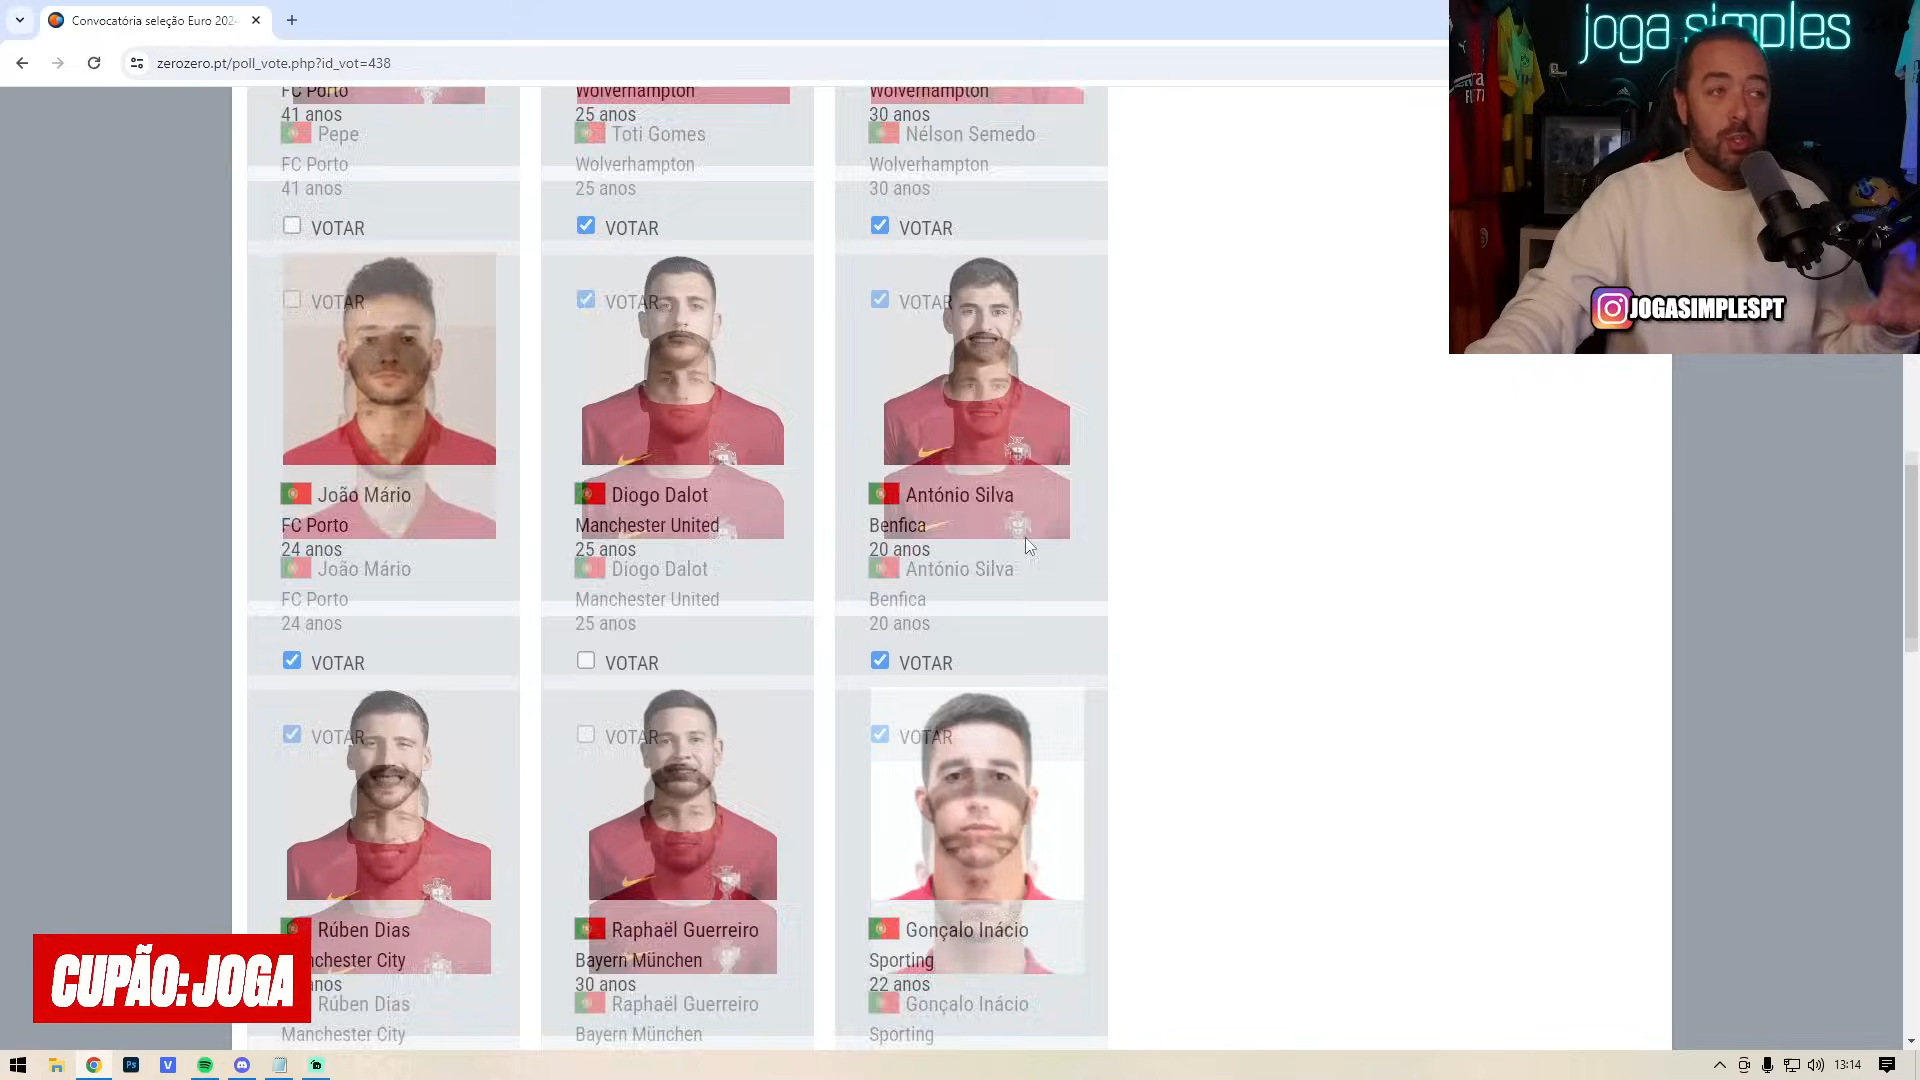 Convocatória seleção Euro 2024
zerozero.pt/poll_vote.php?id_vot=438
joga simples
JOGASIMPLESPT
FC Porto
Wolverhampton
Wolverhampton
41 anos
25 anos
30 anos
Pepe
Toti Gomes
Nélson Semedo
FC Porto
Wolverhampton
Wolverhampton
41 anos
25 anos
30 anos
VOTAR
VOTAR
VOTAR
VOTAR
VOTAR
VOTAR
João Mário
Diogo Dalot
António Silva
FC Porto
Manchester United
Benfica
24 anos
25 anos
20 anos
João Mário
Diogo Dalot
António Silva
FC Porto
Manchester United
Benfica
24 anos
25 anos
20 anos
VOTAR
VOTAR
VOTAR
VOTAR
VOTAR
VOTAR
Rúben Dias
Raphaël Guerreiro
Gonçalo Inácio
nchester City
Bayern München
Sporting
anos
30 anos
22 anos
Rúben Dias
Raphaël Guerreiro
Gonçalo Inácio
Manchester City
Bayern München
Sporting
CUPÃO: JOGA
13:14